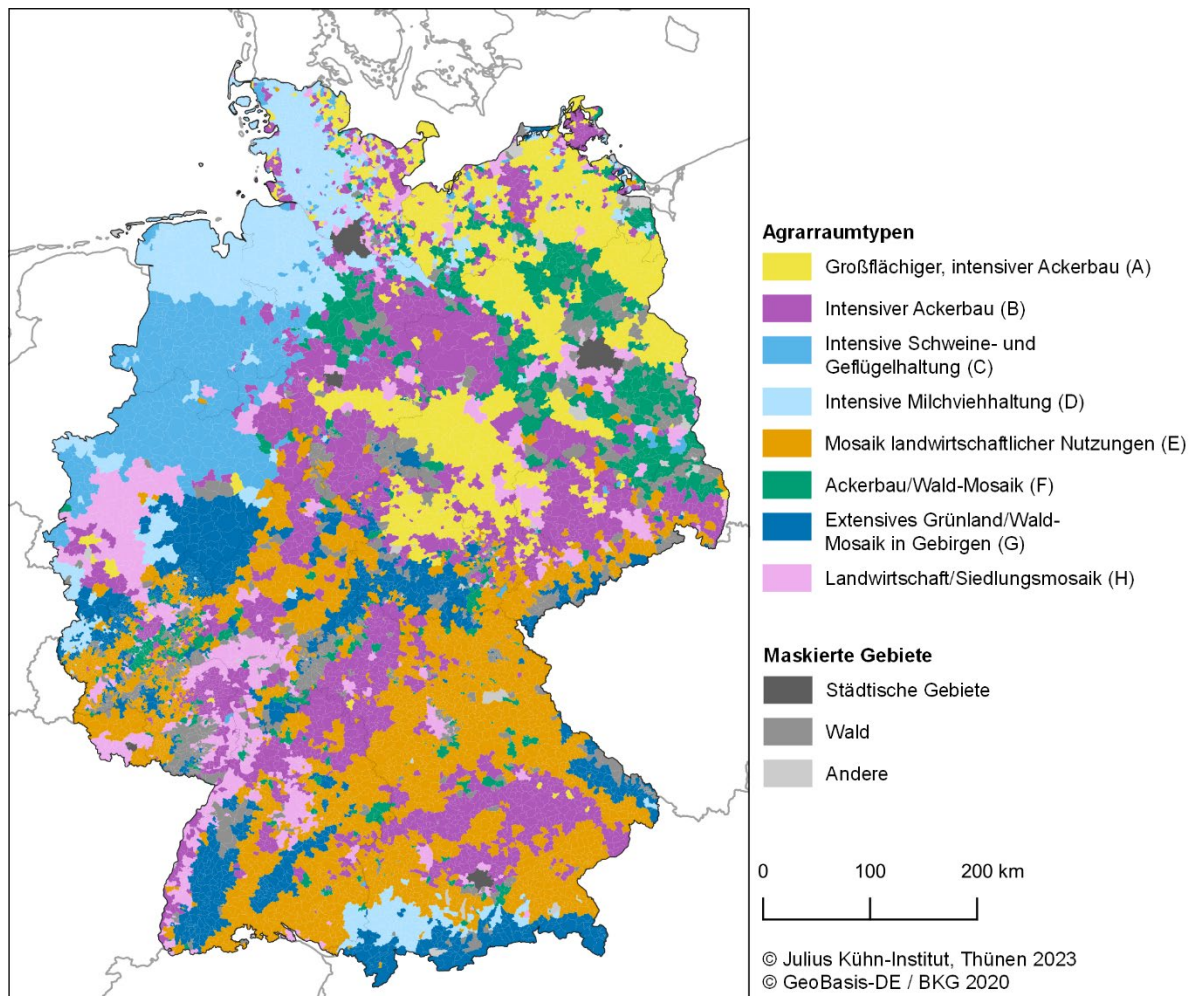 Agrarraumtypen
Großflächiger, intensiver Ackerbau (A)
Intensiver Ackerbau (B)
Intensive Schweine- und
Geflügelhaltung (C)
Intensive Milchviehhaltung (D)
Mosaik landwirtschaftlicher Nutzungen (E)
Ackerbau/Wald-Mosaik (F)
Extensives Grünland/Wald-
Mosaik in Gebirgen (G)
Landwirtschaft/Siedlungsmosaik (H)
Maskierte Gebiete
Städtische Gebiete
Wald
Andere
0 100 200 km
© Julius Kühn-Institut, Thünen 2023
© GeoBasis-DE / BKG 2020